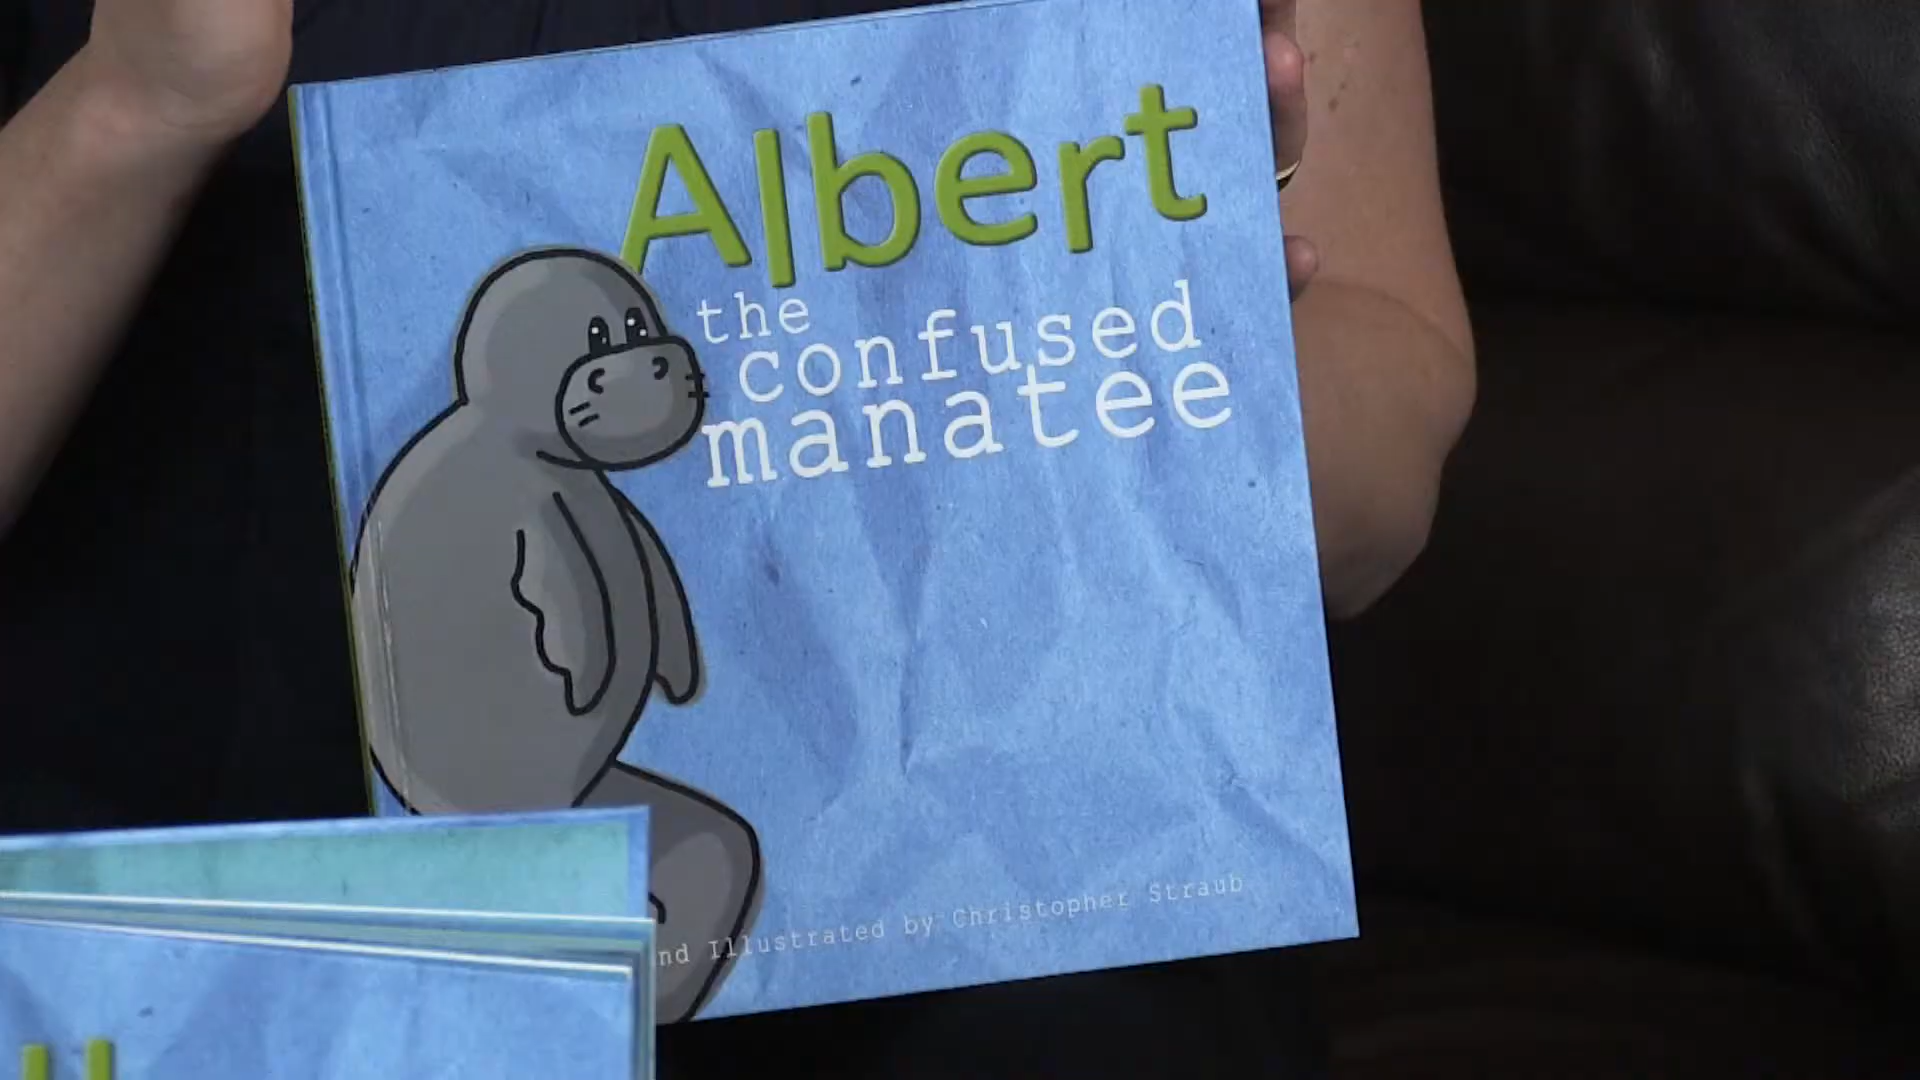 Albert
the
confused
manatee
nd Illustrated by Christopher Straub